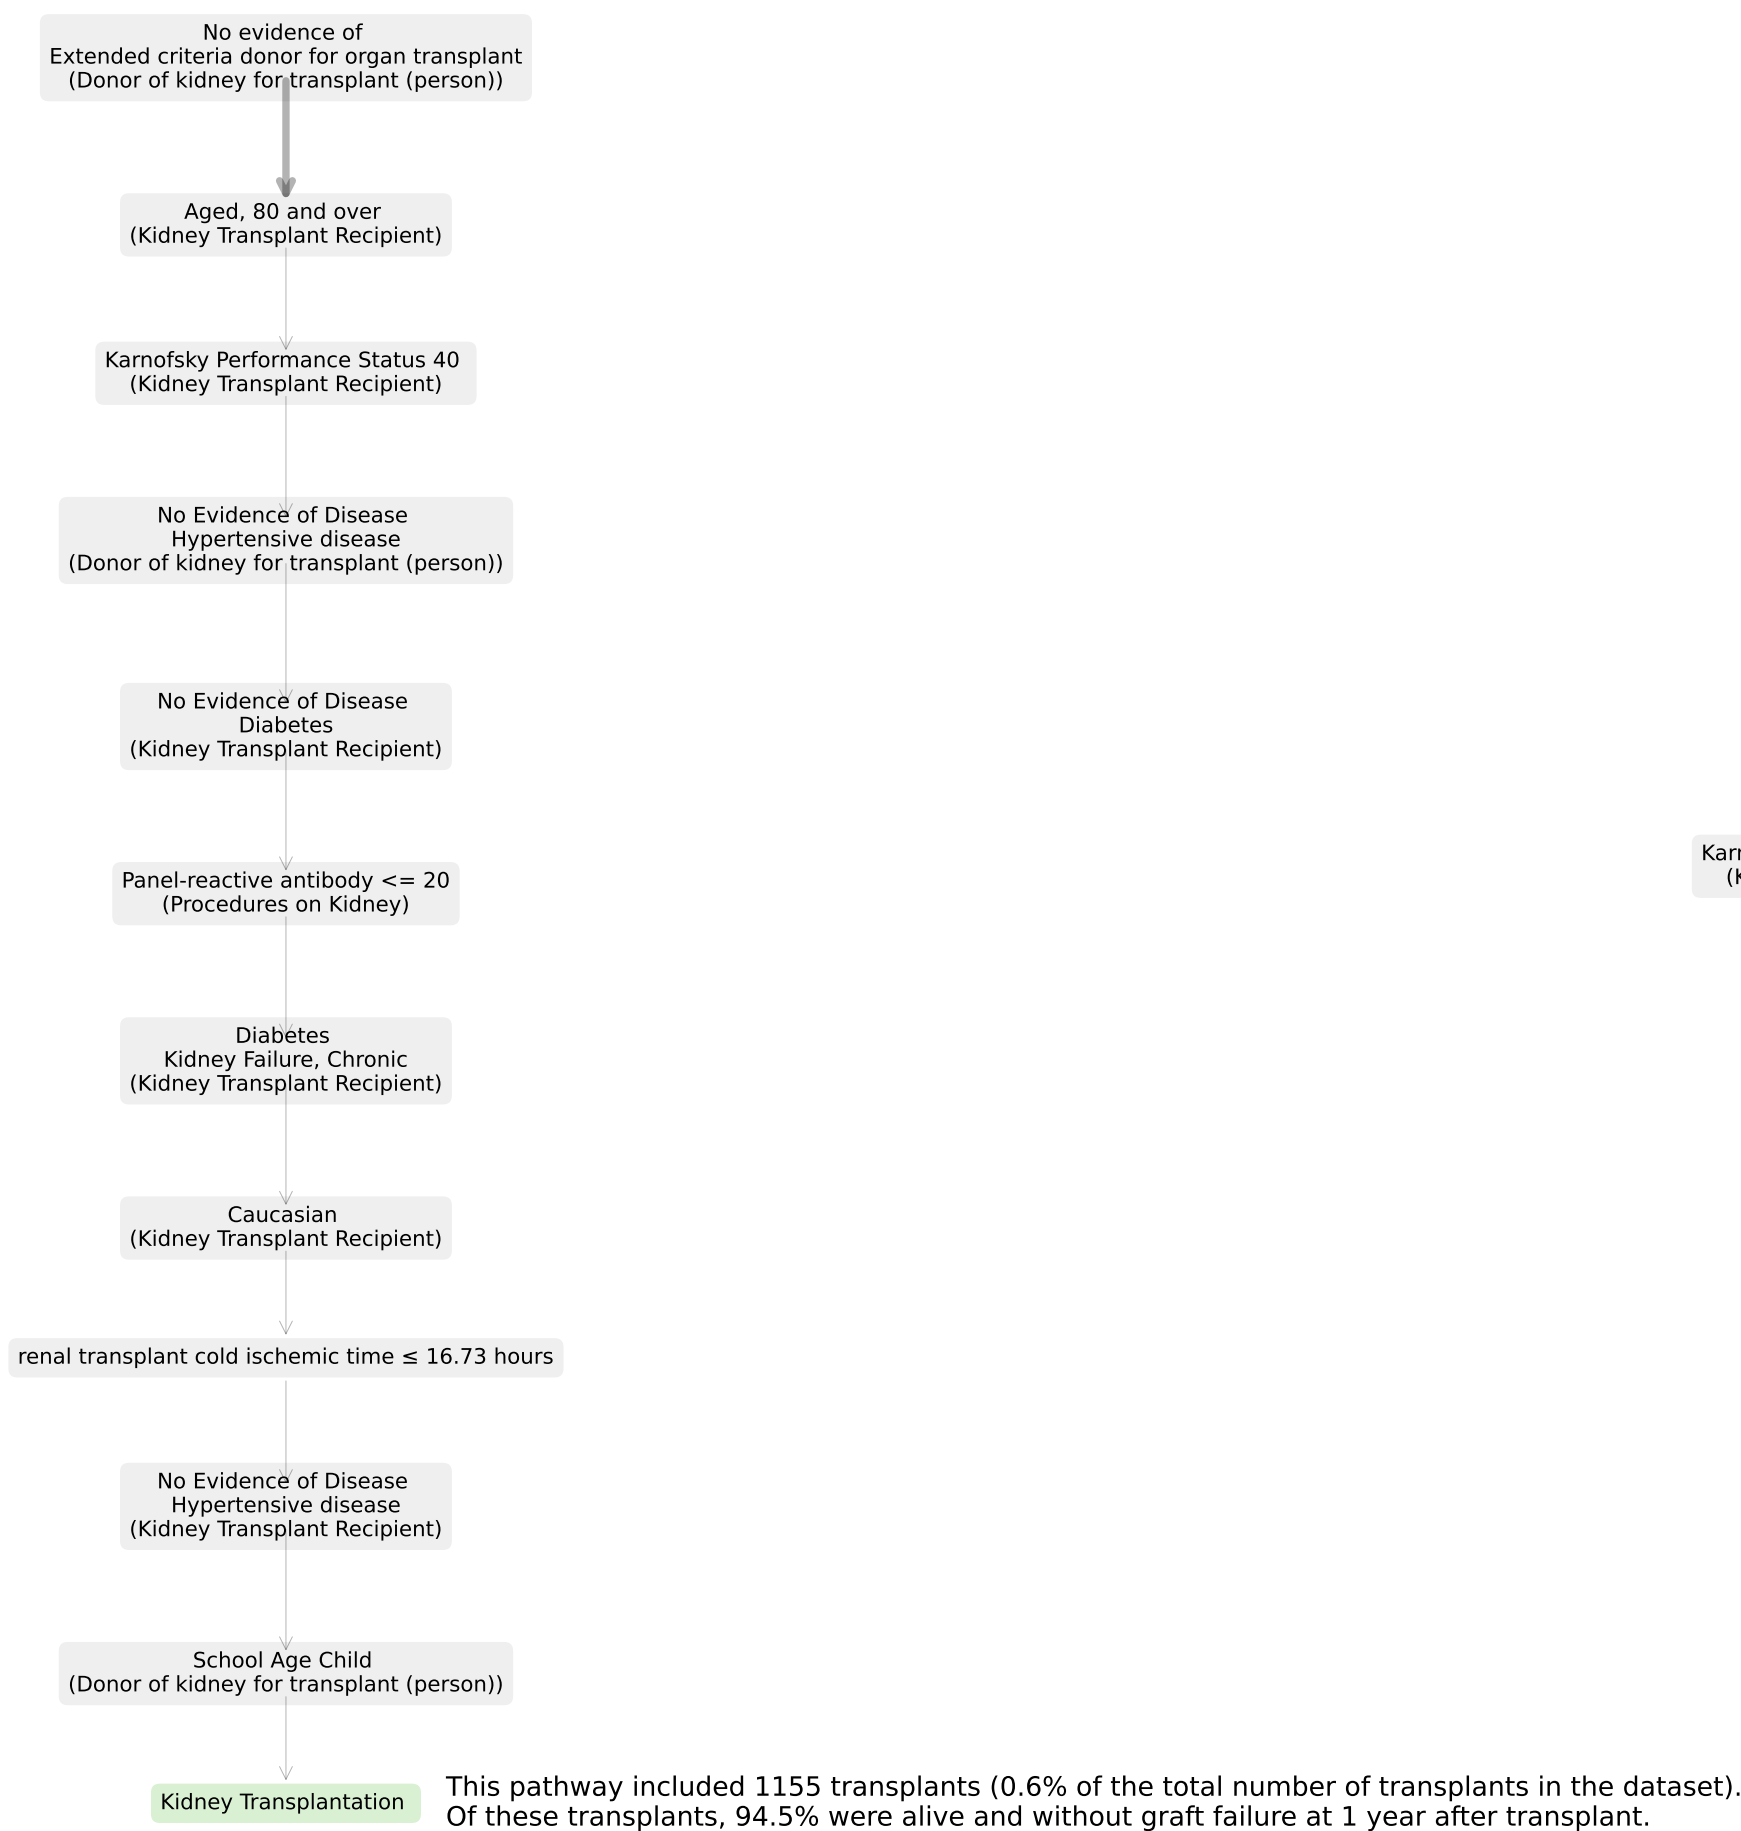 No evidence of
Extended criteria donor for organ transplant
(Donor of kidney for transplant (person))
Aged, 80 and over
(Kidney Transplant Recipient)
Karnofsky Performance Status 40
(Kidney Transplant Recipient)
No Evidence of Disease
Hypertensive disease
(Donor of kidney for transplant (person))
No Evidence of Disease
Diabetes
(Kidney Transplant Recipient)
Panel-reactive antibody <= 20
(Procedures on Kidney)
Diabetes
Kidney Failure, Chronic
(Kidney Transplant Recipient)
Caucasian
(Kidney Transplant Recipient)
renal transplant cold ischemic time ≤ 16.73 hours
No Evidence of Disease
Hypertensive disease
(Kidney Transplant Recipient)
School Age Child
(Donor of kidney for transplant (person))
Kidney Transplantation
This pathway included 1155 transplants (0.6% of the total number of transplants in the dataset).
Of these transplants, 94.5% were alive and without graft failure at 1 year after transplant.